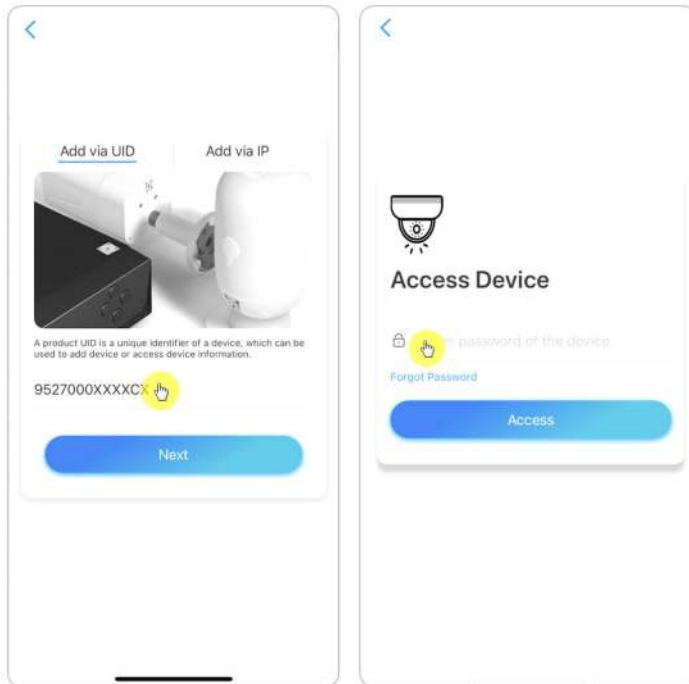 Add via UID
Add via IP
A product UID is a unique identifier of a device, which can be
used to add device or access device information.
9527000XXXXCX
Next
Access Device
password of the device
Forgot Password
Access